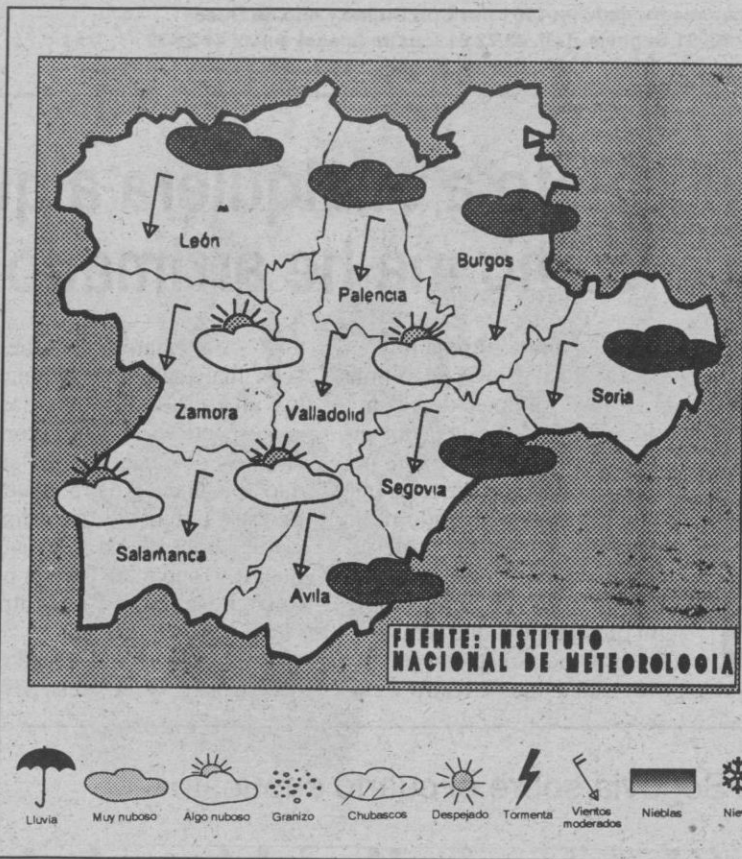 León
Burgos
Palencia
Soria
Zamora
Valladolid
Segovia
Salamanca
Avila
FUENTE: INSTITUTO
NACIONAL DE METEOROLOGIA
Lluvia
Muy nuboso
Algo nuboso
Granizo
Chubascos
Despejado
Tormenta
Vientos
moderados
Nieblas